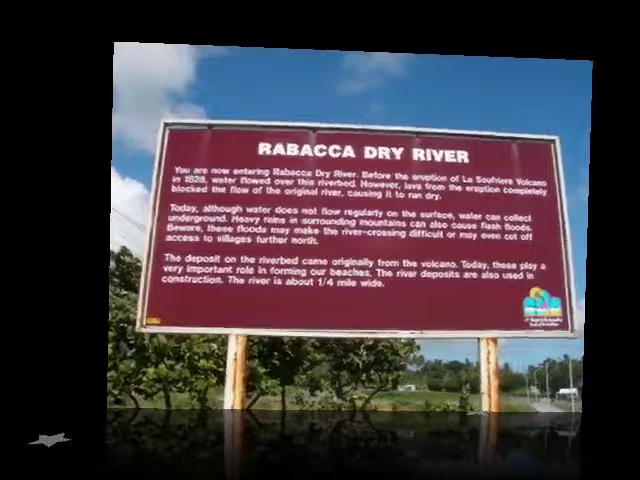 RABACCA DRY RIVER
You are now entering Rabacca Dry River. Before the eruption of La Soufriere Volcano
in 1828, water flowed over this riverbed. However, lava from the eruption completely
blocked the flow of the original river, causing it to run dry.
Today, although water does not flow regularly on the surface, water can collect
underground. Heavy rains in surrounding mountains can also cause flash floods.
Beware, these floods may make the river-crossing difficult or may even cut off
access to villages further north.
The deposit on the riverbed came originally from the volcano. Today, these play a
very important role in forming our beaches. The river deposits are also used in
construction. The river is about 1/4 mile wide.